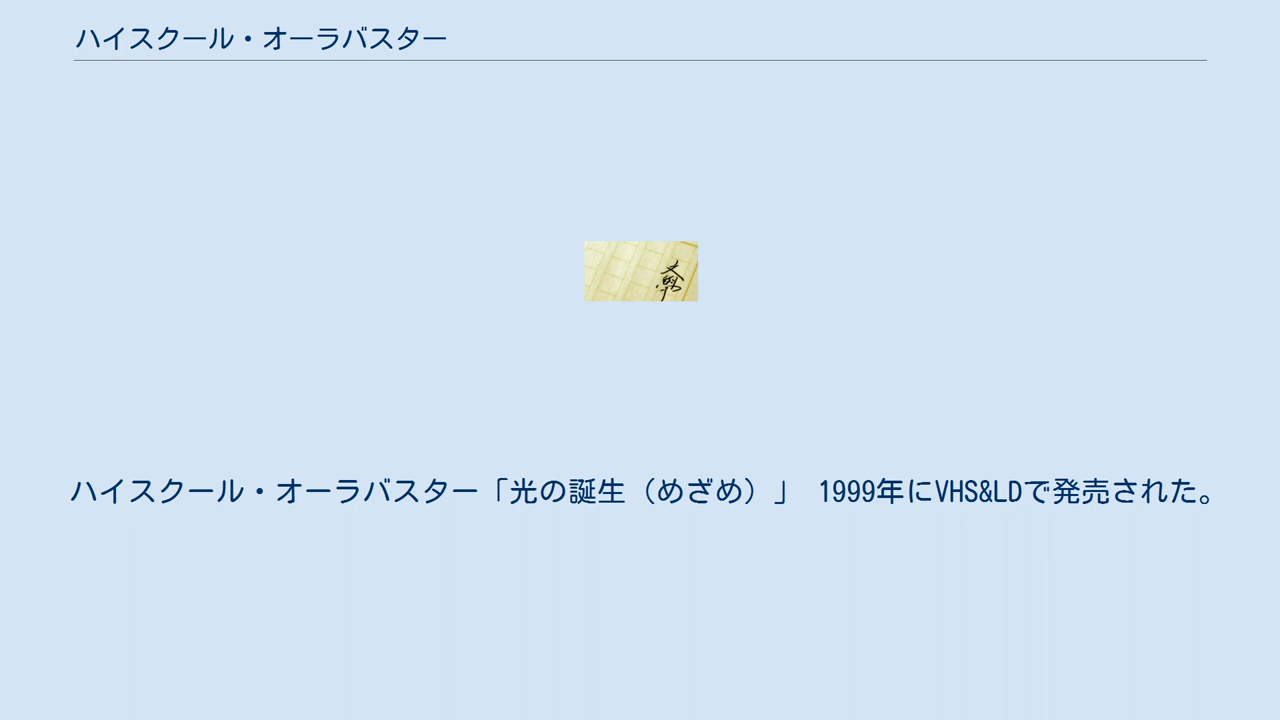 ハイスクール・オーラバスター
ハイスクール・オーラバスター「光の誕生（めざめ）」 1999年にVHS&LDで発売された。